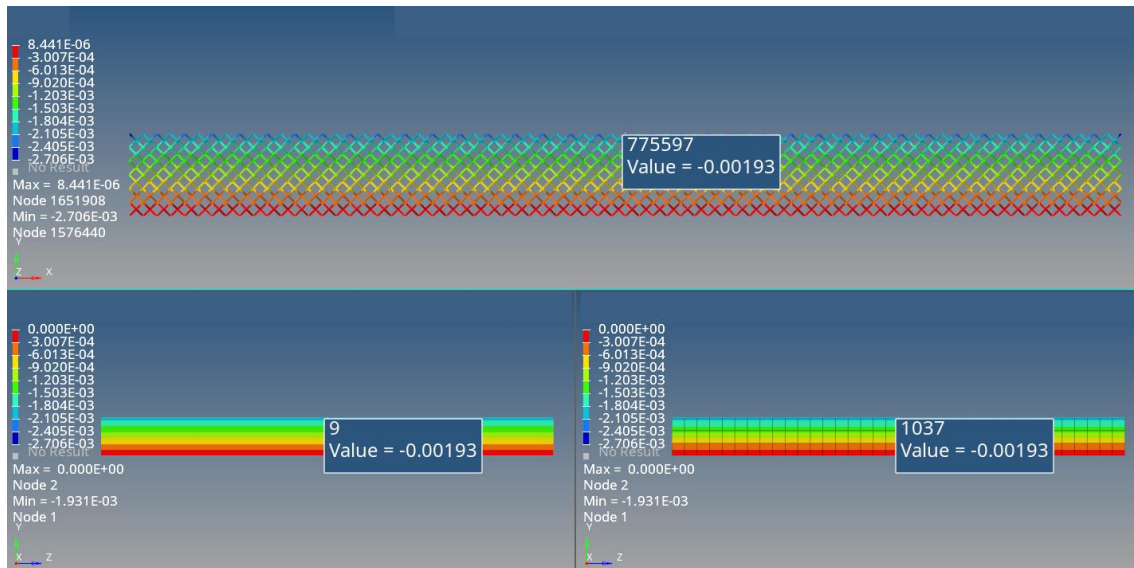 8.441E-06
-3.007E-04
-6.013E-04
-9.020E-04
-1.203E-03
-1.503E-03
-1.804E-03
-2.105E-03
-2.405E-03
-2.706E-03
No Result
Max = 8.441E-06
Node 1651908
Min = -2.706E-03
Node 1576440
Y
Z X
775597
Value = -0.00193
0.000E+00
-3.007E-04
-6.013E-04
-9.020E-04
-1.203E-03
-1.503E-03
-1.804E-03
-2.105E-03
-2.405E-03
-2.706E-03
No Result
Max = 0.000E+00
Node 2
Min = -1.931E-03
Node 1
Y
X Z
9
Value = -0.00193
0.000E+00
-3.007E-04
-6.013E-04
-9.020E-04
-1.203E-03
-1.503E-03
-1.804E-03
-2.105E-03
-2.405E-03
-2.706E-03
No Result
Max = 0.000E+00
Node 2
Min = -1.931E-03
Node 1
Y
X Z
1037
Value = -0.00193